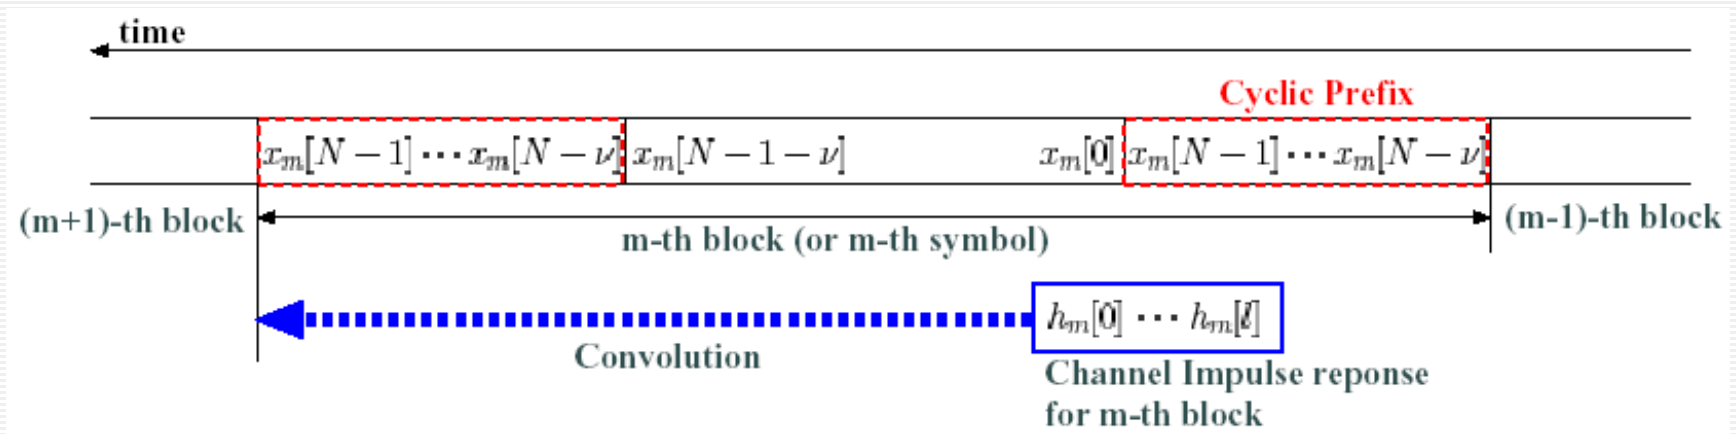 time
Cyclic Prefix
xₘ[N − 1] ⋯ xₘ[N − ν] xₘ[N − 1 − ν] xₘ[0] xₘ[N − 1] ⋯ xₘ[N − ν]
(m+1)-th block
m-th block (or m-th symbol)
(m-1)-th block
hₘ[0] ⋯ hₘ[l]
Convolution
Channel Impulse reponse
for m-th block